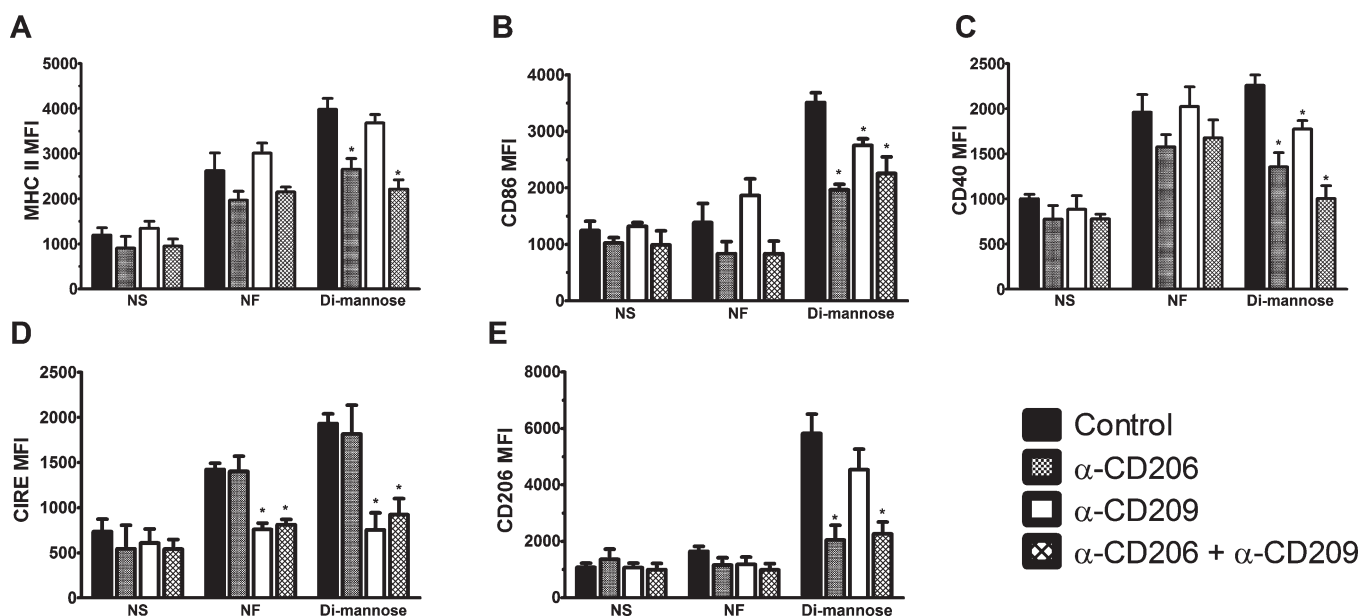 A
MHC II MFI
5000
4000
3000
2000
1000
0
*
*
NS
NF
Di-mannose
B
CD86 MFI
4000
3000
2000
1000
0
*
*
*
NS
NF
Di-mannose
C
CD40 MFI
2500
2000
1500
1000
500
0
*
*
*
NS
NF
Di-mannose
D
CIRE MFI
2500
2000
1500
1000
500
0
*
*
*
*
NS
NF
Di-mannose
E
CD206 MFI
8000
6000
4000
2000
0
*
*
NS
NF
Di-mannose
Control
α-CD206
α-CD209
α-CD206 + α-CD209